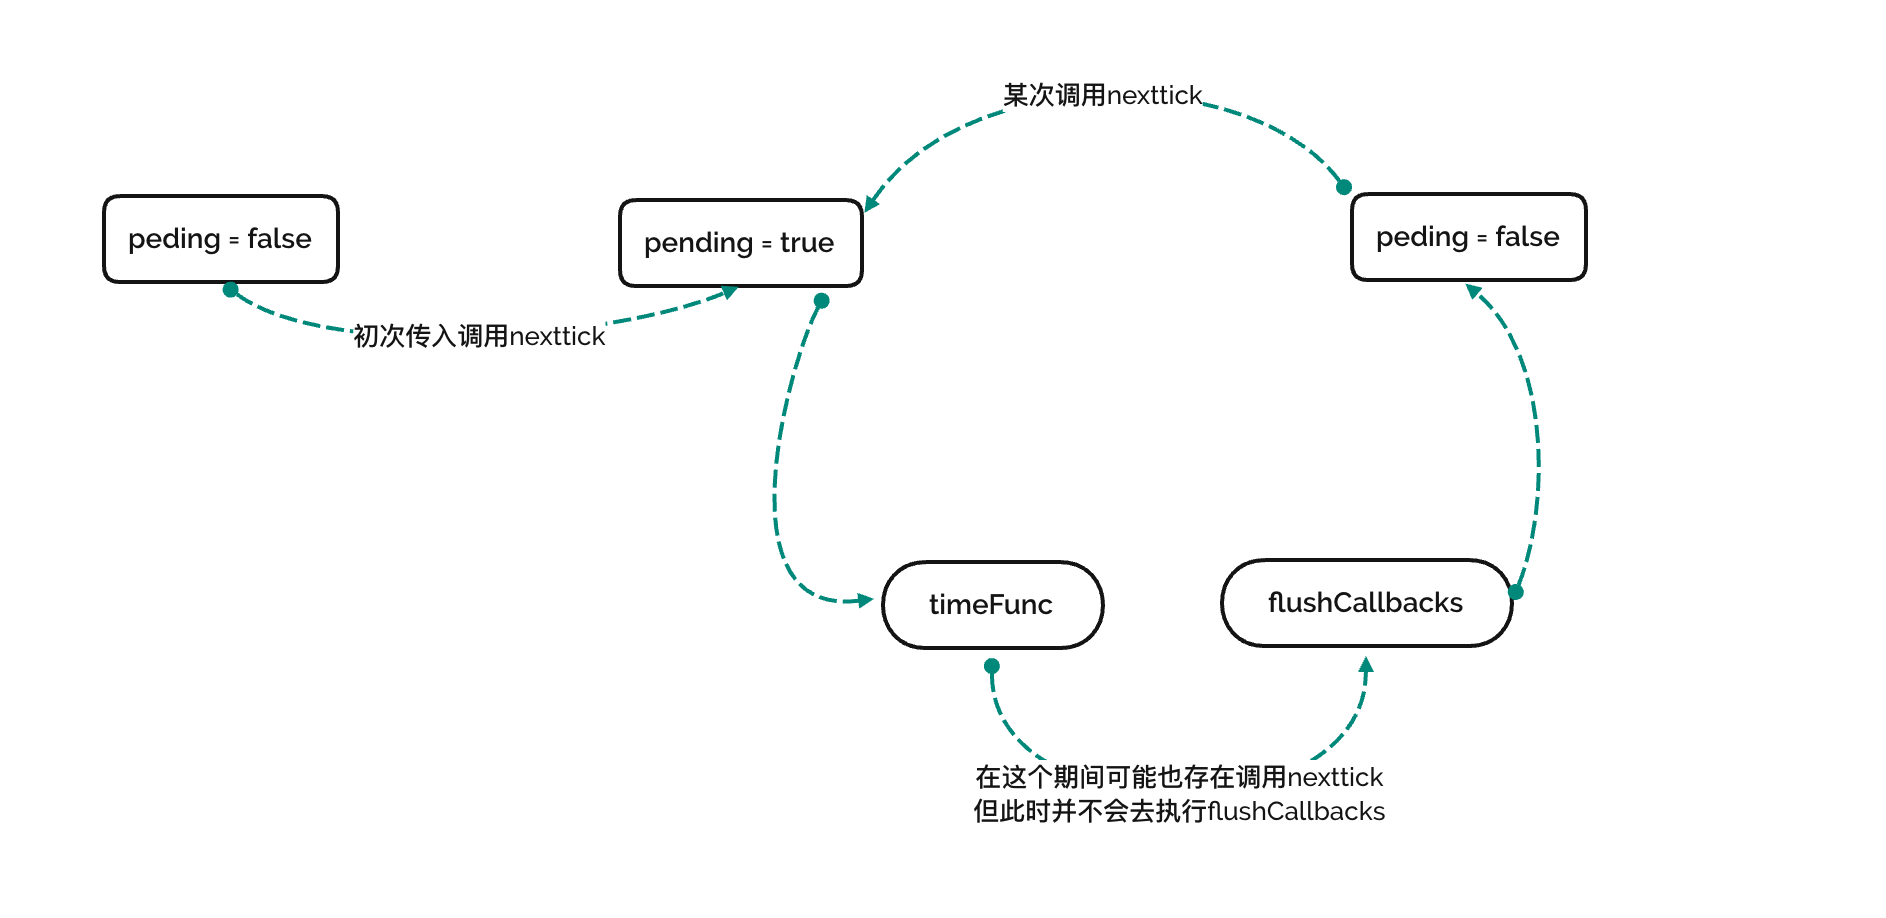 某次调用nexttick
peding = false
pending = true
peding = false
初次传入调用nexttick
timeFunc
flushCallbacks
在这个期间可能也存在调用nexttick
但此时并不会去执行flushCallbacks